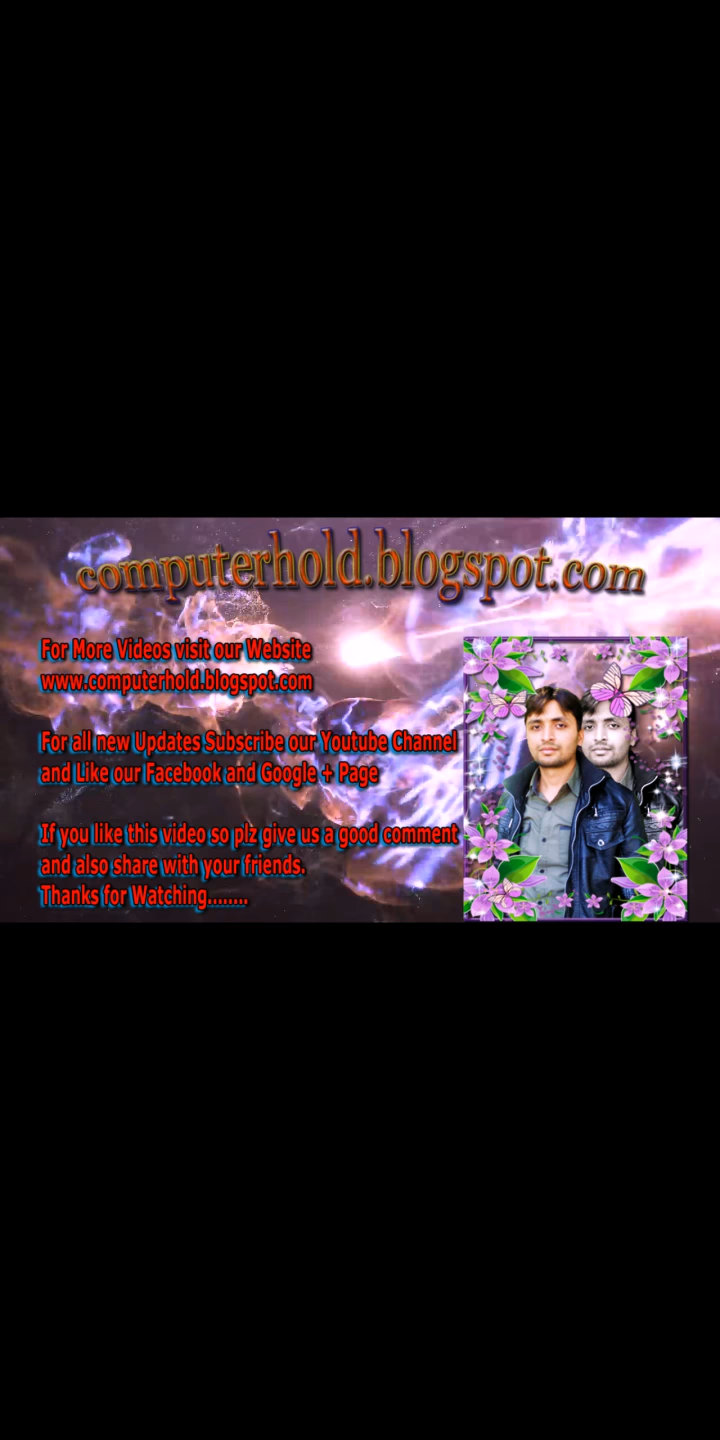 computerhold.blogspot.com
For More Videos visit our Website
www.computerhold.blogspot.com
For all new Updates Subscribe our Youtube Channel
and Like our Facebook and Google + Page
If you like this video so plz give us a good comment
and also share with your friends.
Thanks for Watching........